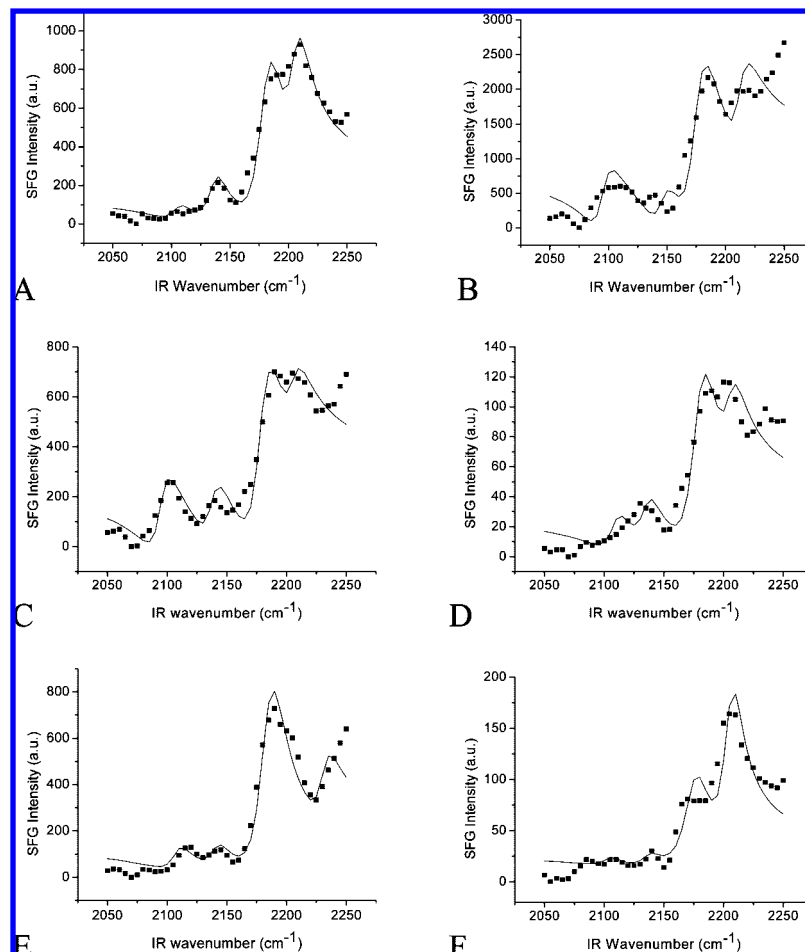 1000
800
600
400
200
0
SFG Intensity (a.u.)
2050 2100 2150 2200 2250
IR Wavenumber (cm⁻¹)
A
3000
2500
2000
1500
1000
500
0
SFG Intensity (a.u.)
2050 2100 2150 2200 2250
IR Wavenumber (cm⁻¹)
B
800
600
400
200
0
SFG Intensity (a.u.)
2050 2100 2150 2200 2250
IR wavenumber (cm⁻¹)
C
140
120
100
80
60
40
20
0
SFG Intensity (a.u.)
2050 2100 2150 2200 2250
IR wavenumber (cm⁻¹)
D
800
600
400
200
0
SFG Intensity (a.u.)
2050 2100 2150 2200 2250
IR wavenumber (cm⁻¹)
E
200
150
100
50
0
SFG Intensity (a.u.)
2050 2100 2150 2200 2250
IR Wavenumber (cm⁻¹)
F